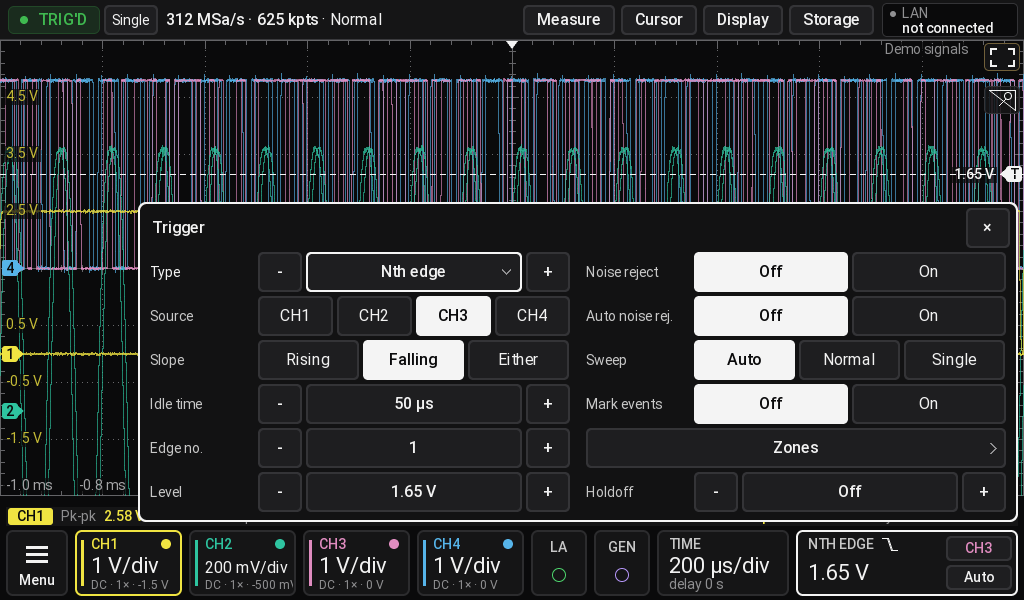 TRIG'D Single 312 MSa/s · 625 kpts · Normal Measure Cursor Display Storage LAN
not connected
Demo signals
4.5 V
3.5 V
1.65 V T
2.5 V
Trigger ×
4
Type - Nth edge + Noise reject Off On
Source CH1 CH2 CH3 CH4 Auto noise rej. Off On
0.5 V
1
Slope Rising Falling Either Sweep Auto Normal Single
-0.5 V
Idle time - 50 µs + Mark events Off On
2
-1.5 V
Edge no. - 1 + Zones
-1.0 ms -0.8 ms
Level - 1.65 V + Holdoff - Off +
CH1 Pk-pk 2.58 V
Menu
CH1
1 V/div
DC · 1× · -1.5 V
CH2
200 mV/div
DC · 1× · -500 mV
CH3
1 V/div
DC · 1× · 0 V
CH4
1 V/div
DC · 1× · 0 V
LA
GEN
TIME
200 µs/div
delay 0 s
NTH EDGE CH3
1.65 V Auto